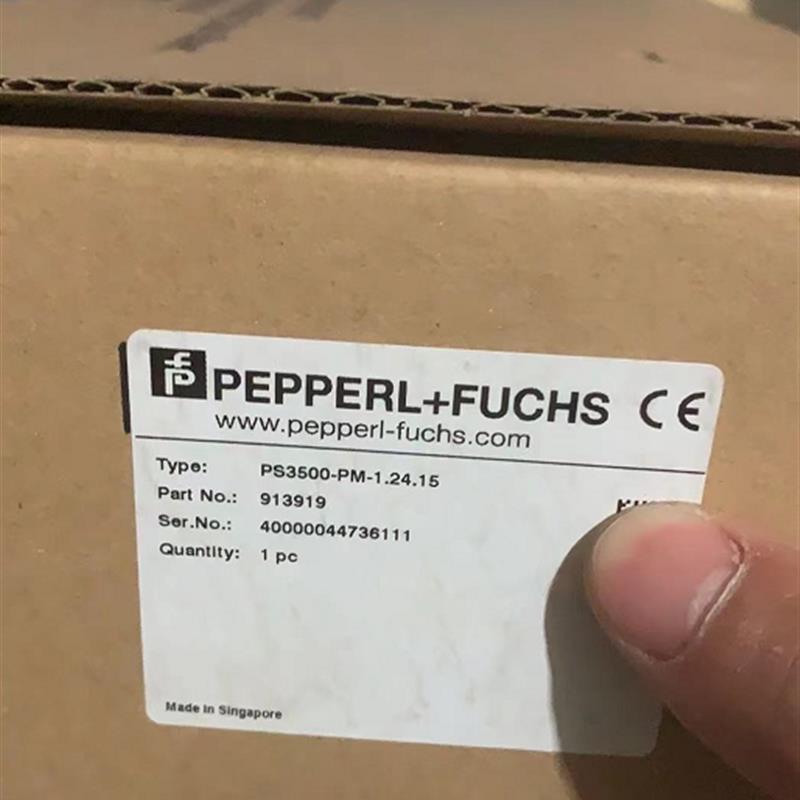 PEPPERL+FUCHS CE
www.pepperl-fuchs.com
Type: PS3500-PM-1.24.15
Part No.: 913919
Ser.No.: 40000044736111
Quantity: 1 pc
Made in Singapore